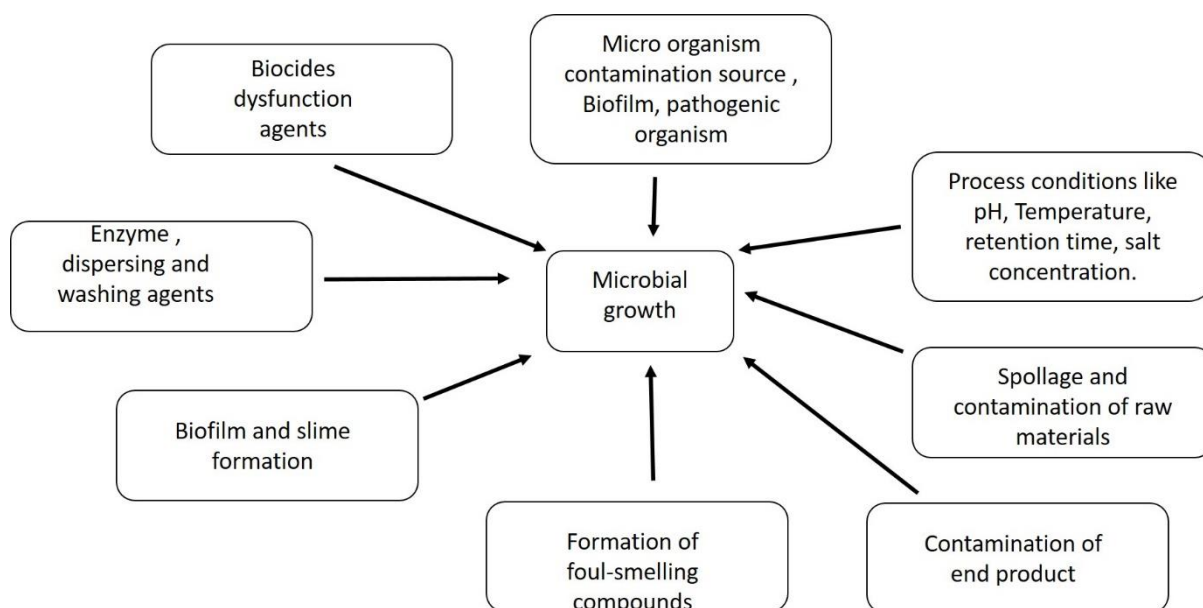 Biocides
dysfunction
agents
Micro organism
contamination source ,
Biofilm, pathogenic
organism
Process conditions like
pH, Temperature,
retention time, salt
concentration.
Enzyme ,
dispersing and
washing agents
Microbial
growth
Spollage and
contamination of raw
materials
Biofilm and slime
formation
Formation of
foul-smelling
compounds
Contamination of
end product